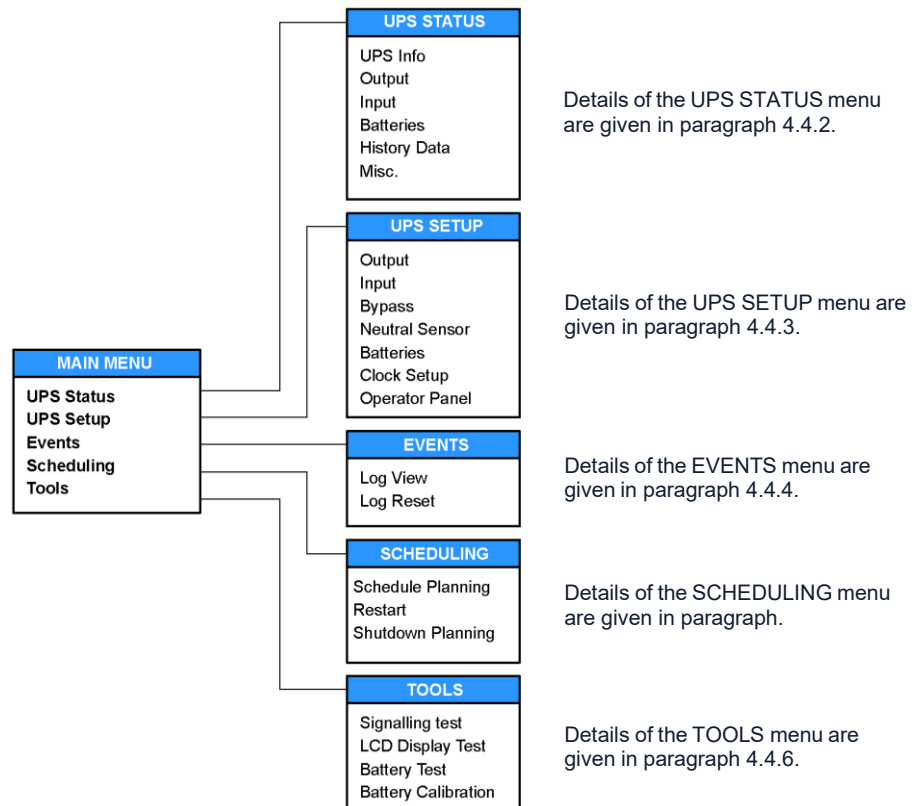 MAIN MENU
UPS Status
UPS Setup
Events
Scheduling
Tools
UPS STATUS
UPS Info
Output
Input
Batteries
History Data
Misc.
Details of the UPS STATUS menu
are given in paragraph 4.4.2.
UPS SETUP
Output
Input
Bypass
Neutral Sensor
Batteries
Clock Setup
Operator Panel
Details of the UPS SETUP menu are
given in paragraph 4.4.3.
EVENTS
Log View
Log Reset
Details of the EVENTS menu are
given in paragraph 4.4.4.
SCHEDULING
Schedule Planning
Restart
Shutdown Planning
Details of the SCHEDULING menu
are given in paragraph.
TOOLS
Signalling test
LCD Display Test
Battery Test
Battery Calibration
Details of the TOOLS menu are
given in paragraph 4.4.6.